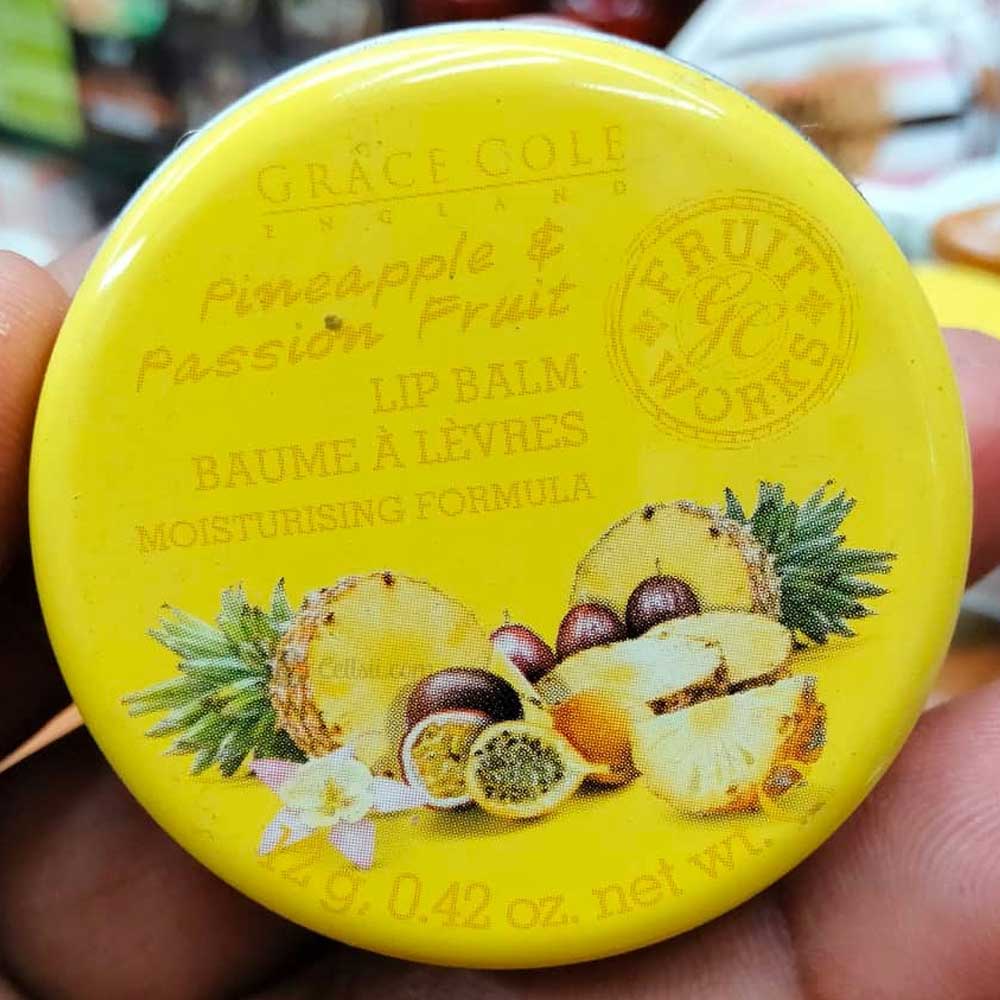 GRACE COLE
ENGLAND
Pineapple &
Passion Fruit
LIP BALM
BAUME À LÈVRES
MOISTURISING FORMULA
FRUIT
GC
WORKS
12 g, 0.42 oz. net wt.